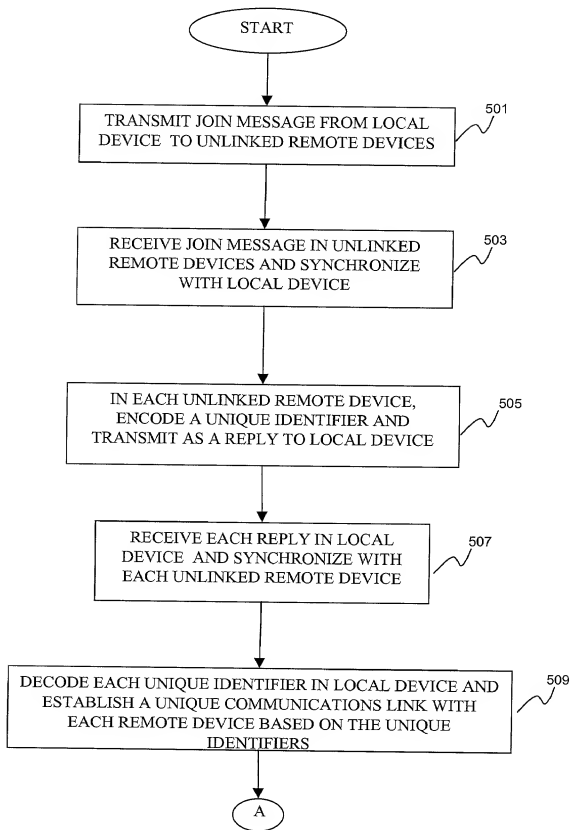 START
TRANSMIT JOIN MESSAGE FROM LOCAL
DEVICE TO UNLINKED REMOTE DEVICES
501
RECEIVE JOIN MESSAGE IN UNLINKED
REMOTE DEVICES AND SYNCHRONIZE
WITH LOCAL DEVICE
503
IN EACH UNLINKED REMOTE DEVICE,
ENCODE A UNIQUE IDENTIFIER AND
TRANSMIT AS A REPLY TO LOCAL DEVICE
505
RECEIVE EACH REPLY IN LOCAL
DEVICE AND SYNCHRONIZE WITH
EACH UNLINKED REMOTE DEVICE
507
DECODE EACH UNIQUE IDENTIFIER IN LOCAL DEVICE AND
ESTABLISH A UNIQUE COMMUNICATIONS LINK WITH
EACH REMOTE DEVICE BASED ON THE UNIQUE
IDENTIFIERS
509
A